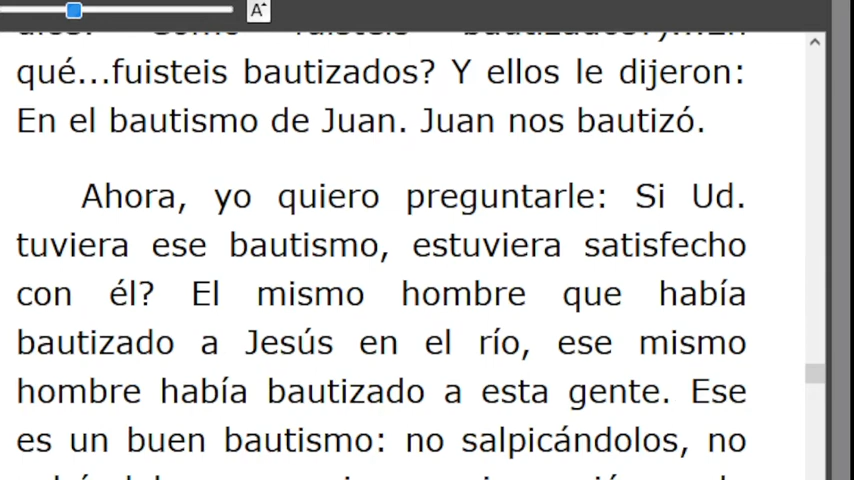 A
qué...fuisteis bautizados? Y ellos le dijeron:
En el bautismo de Juan. Juan nos bautizó.
Ahora, yo quiero preguntarle: Si Ud.
tuviera ese bautismo, estuviera satisfecho
con él? El mismo hombre que había
bautizado a Jesús en el río, ese mismo
hombre había bautizado a esta gente. Ese
es un buen bautismo: no salpicándolos, no